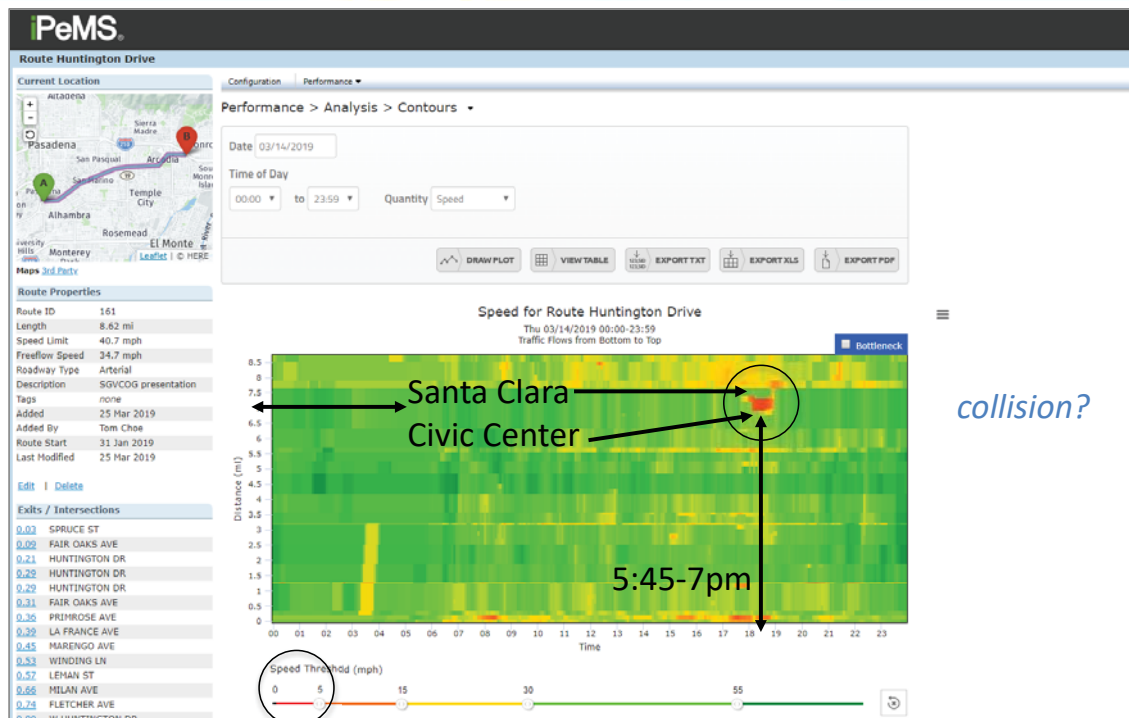 iPeMS®
Route Huntington Drive
Current Location
Configuration
Performance ▾
Performance > Analysis > Contours
+
-
Altadena
Sierra
Madre
Pasadena
210
B
San Pasqual
Arcadia
San Marino
19
Temple
City
A
Alhambra
Rosemead
El Monte
Hills
Monterey
Leaflet | © HERE
Maps 3rd Party
Date 03/14/2019
Time of Day
00:00 ▾ to 23:59 ▾ Quantity Speed ▾
DRAW PLOT
VIEW TABLE
EXPORT TXT
EXPORT XLS
EXPORT PDF
Route Properties
Route ID 161
Length 8.62 mi
Speed Limit 40.7 mph
Freeflow Speed 34.7 mph
Roadway Type Arterial
Description SGVCOG presentation
Tags none
Added 25 Mar 2019
Added By Tom Choe
Route Start 31 Jan 2019
Last Modified 25 Mar 2019
Edit | Delete
Exits / Intersections
0.03 SPRUCE ST
0.09 FAIR OAKS AVE
0.21 HUNTINGTON DR
0.29 HUNTINGTON DR
0.29 HUNTINGTON DR
0.31 FAIR OAKS AVE
0.36 PRIMROSE AVE
0.39 LA FRANCE AVE
0.45 MARENGO AVE
0.53 WINDING LN
0.57 LEMAN ST
0.66 MILAN AVE
0.74 FLETCHER AVE
Speed for Route Huntington Drive
Thu 03/14/2019 00:00-23:59
Traffic Flows from Bottom to Top
Bottleneck
Distance (mi)
8.5
8
7.5
6.5
6
5.5
5
4.5
4
3.5
3
2.5
2
1.5
1
0.5
0
Santa Clara
Civic Center
5:45-7pm
collision?
00 01 02 03 04 05 06 07 08 09 10 11 12 13 14 15 16 17 18 19 20 21 22 23
Time
Speed Threshold (mph)
0 5 15 30 55